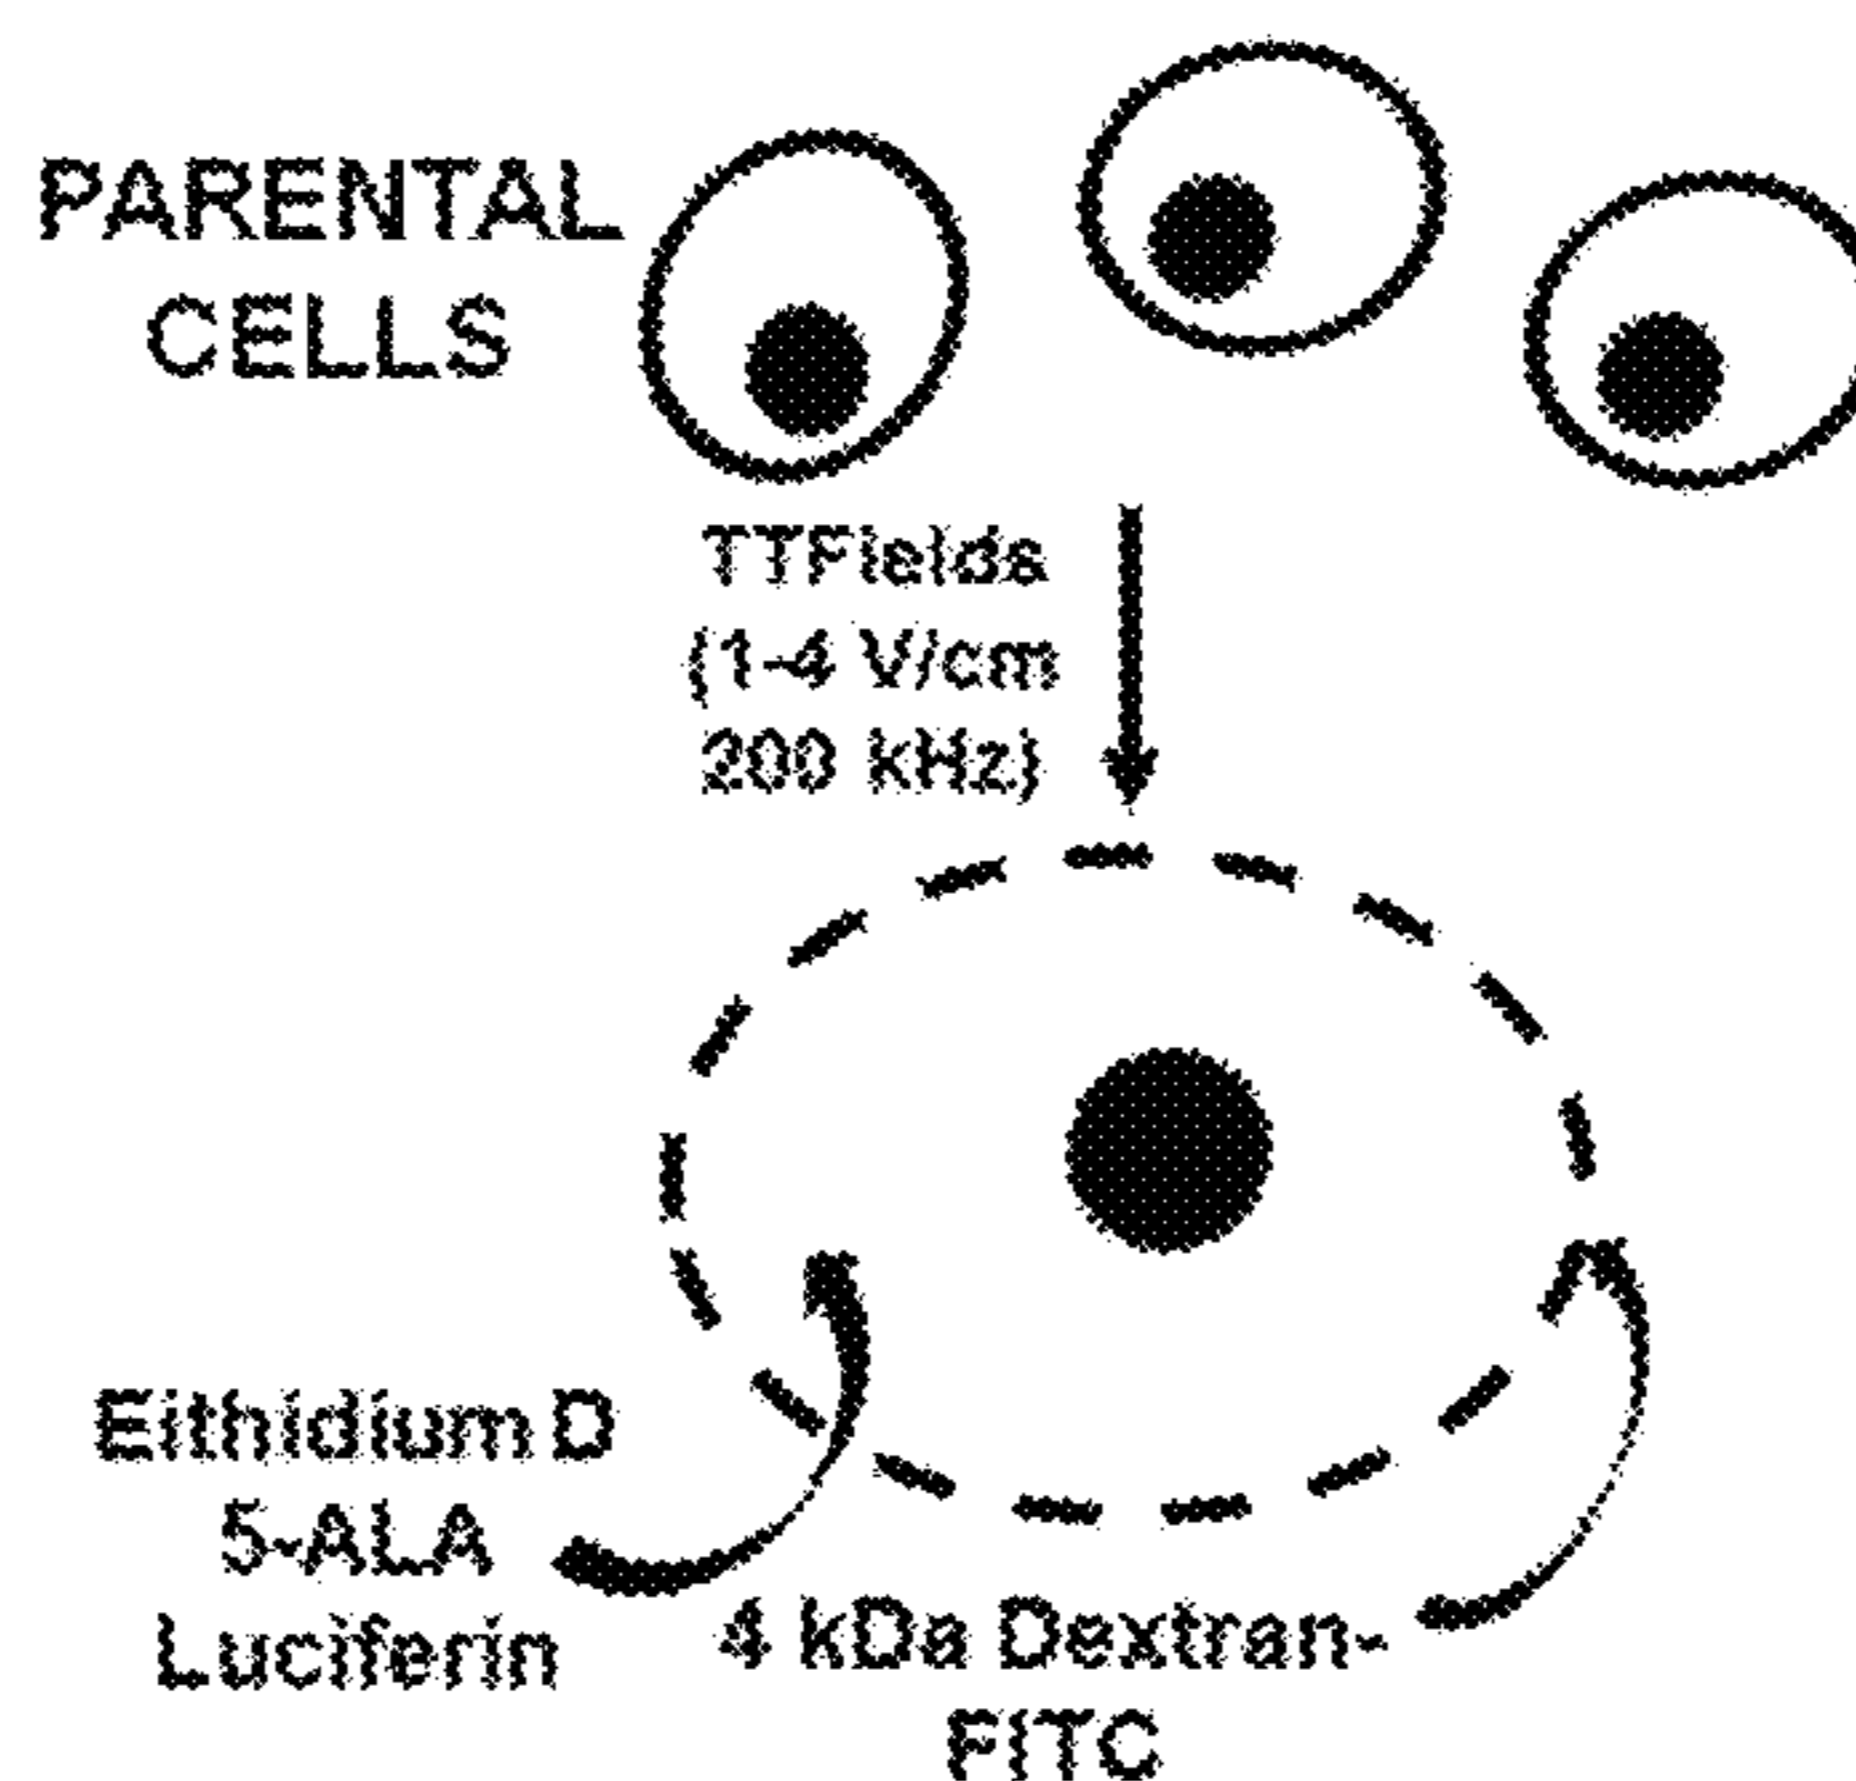 PARENTAL
CELLS
TTFields
(1-4 V/cm
200 kHz)
Eithidium D
5-ALA
Luciferin
4 kDa Dextran-
FITC